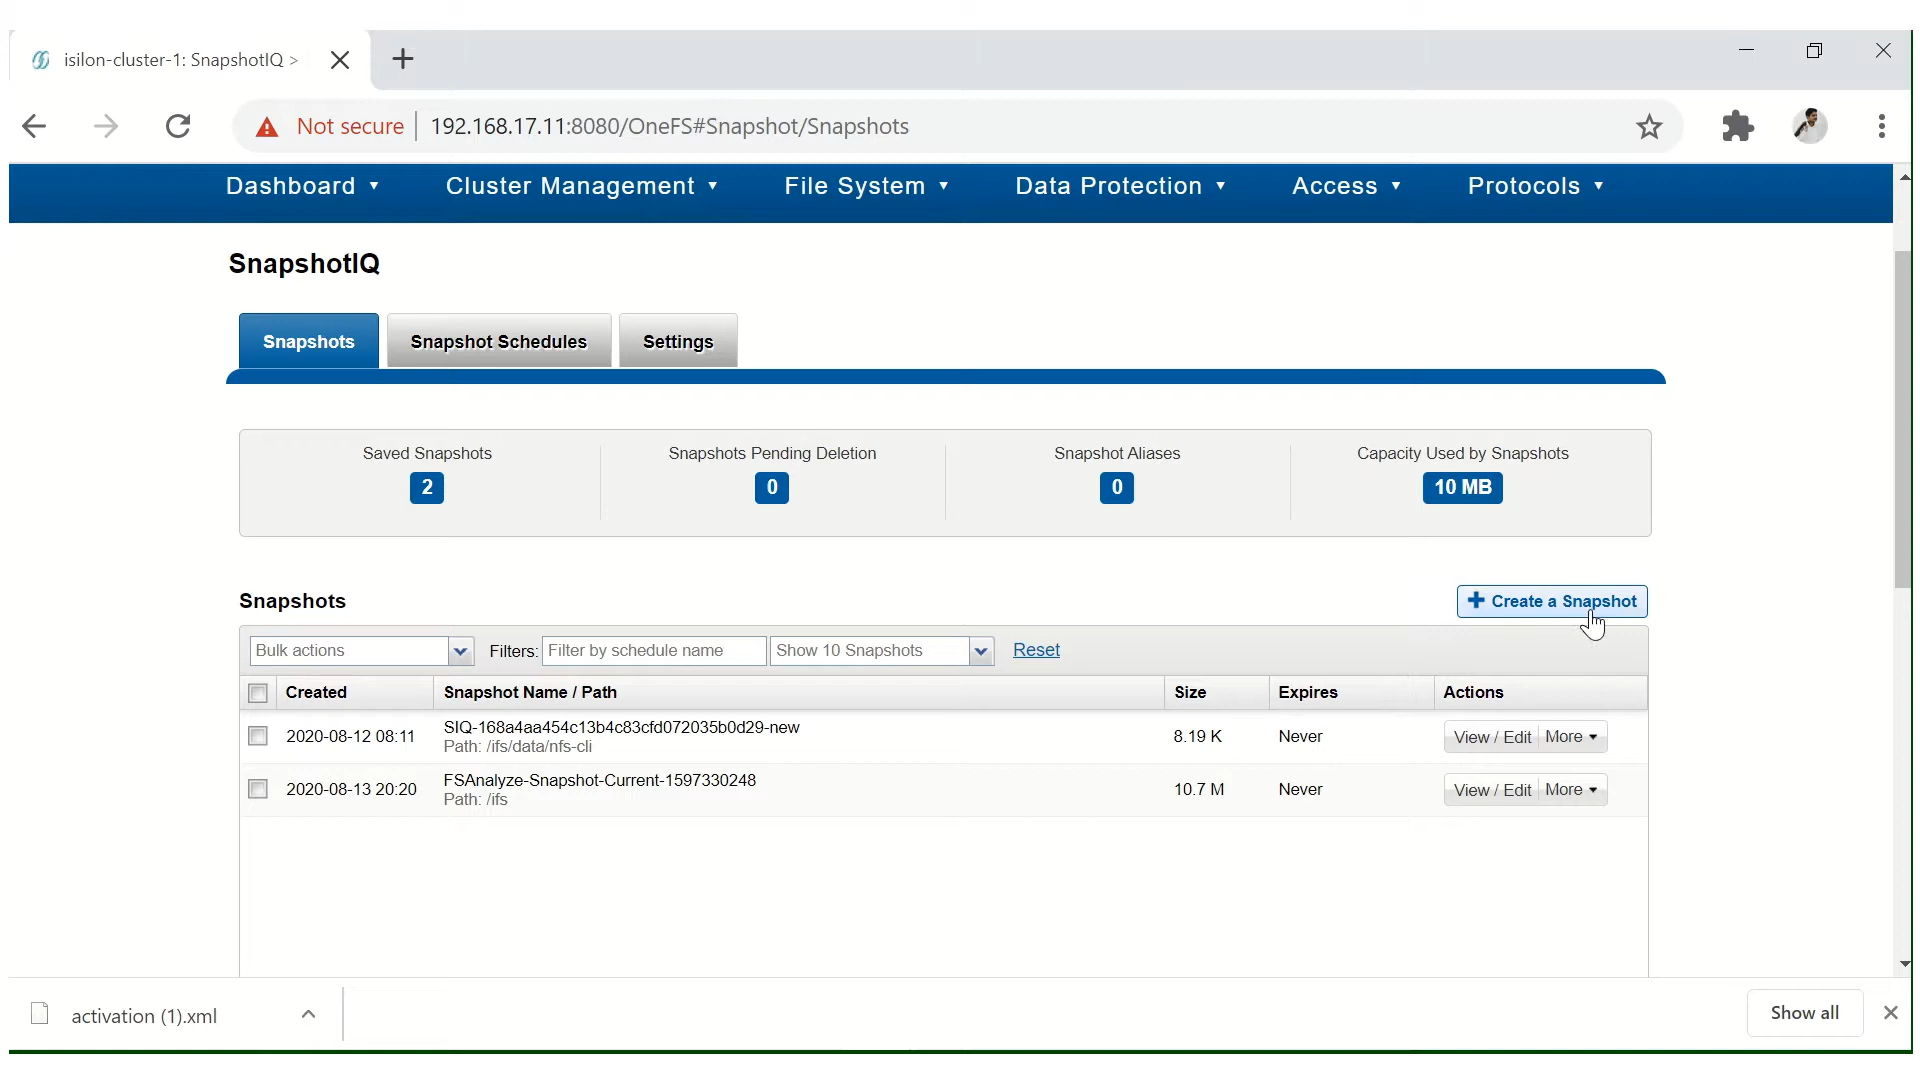 isilon-cluster-1: SnapshotIQ >
Not secure 192.168.17.11:8080/OneFS#Snapshot/Snapshots
Dashboard Cluster Management File System Data Protection Access Protocols
SnapshotIQ
Snapshots Snapshot Schedules Settings
Saved Snapshots Snapshots Pending Deletion Snapshot Aliases Capacity Used by Snapshots
2 0 0 10 MB
Snapshots + Create a Snapshot
Bulk actions Filters: Filter by schedule name Show 10 Snapshots Reset
Created Snapshot Name / Path Size Expires Actions
2020-08-12 08:11 SIQ-168a4aa454c13b4c83cfd072035b0d29-new 8.19 K Never View / Edit More
Path: /ifs/data/nfs-cli
2020-08-13 20:20 FSAnalyze-Snapshot-Current-1597330248 10.7 M Never View / Edit More
Path: /ifs
activation (1).xml Show all